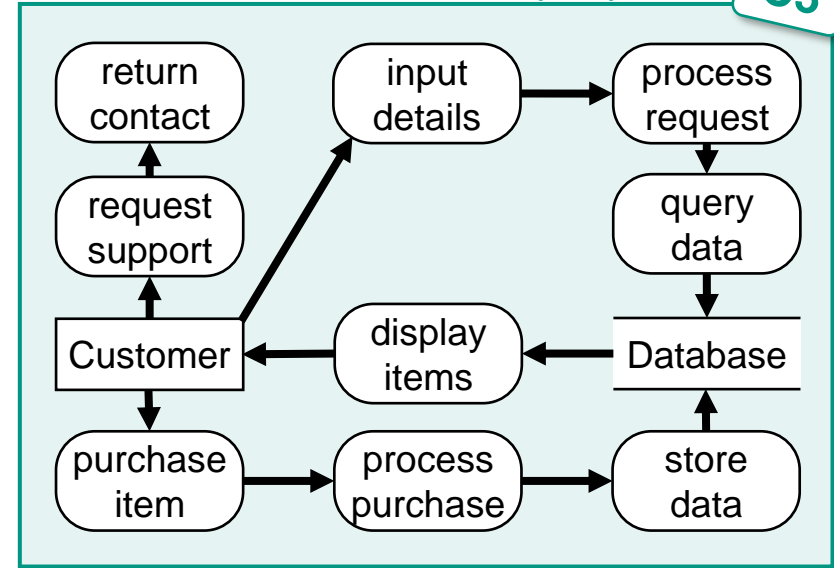 return
contact
input
details
process
request
request
support
query
data
Customer
display
items
Database
purchase
item
process
purchase
store
data